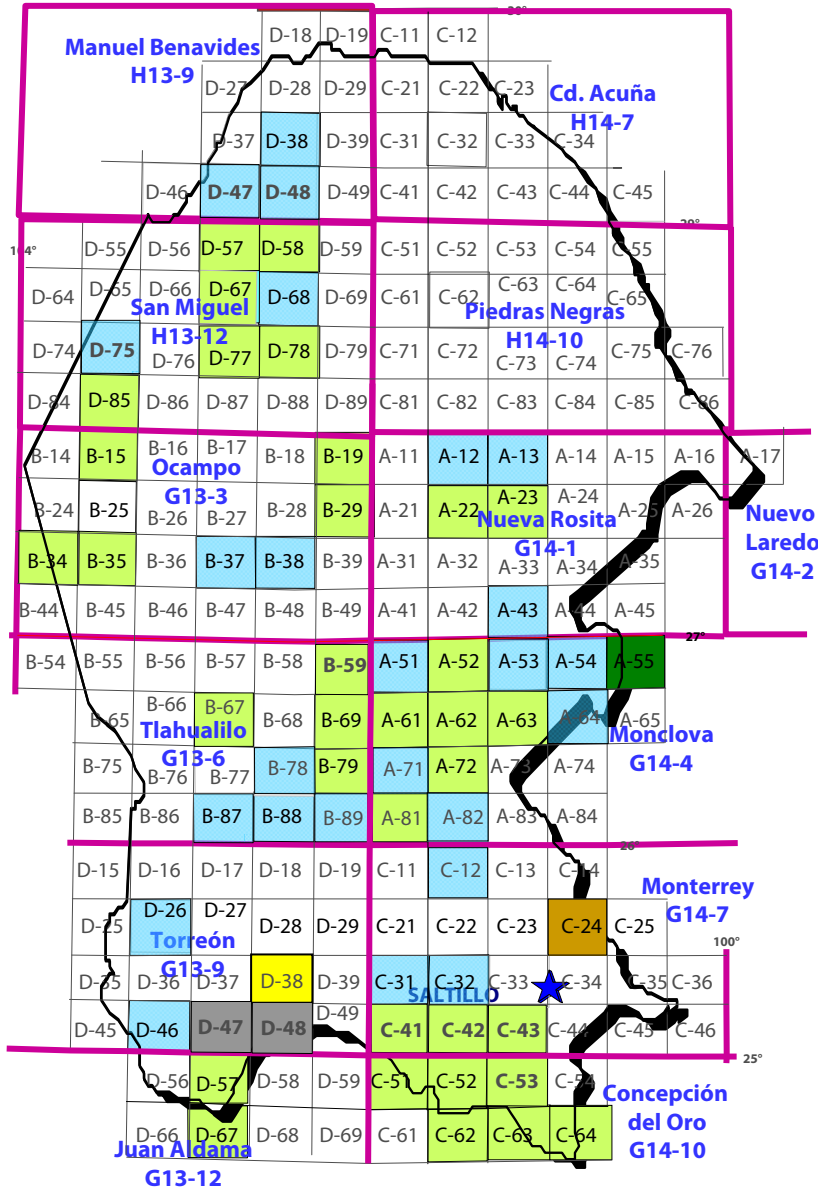 30°
D-18 D-19 C-11 C-12
Manuel Benavides
H13-9
D-27 D-28 D-29 C-21 C-22 C-23
Cd. Acuña
H14-7
D-37 D-38 D-39 C-31 C-32 C-33 C-34
D-46 D-47 D-48 D-49 C-41 C-42 C-43 C-44 C-45
29°
104°
D-55 D-56 D-57 D-58 D-59 C-51 C-52 C-53 C-54 C-55
D-64 D-65 D-66 D-67 D-68 D-69 C-61 C-62 C-63 C-64 C-65
San Miguel
H13-12
Piedras Negras
H14-10
D-74 D-75 D-76 D-77 D-78 D-79 C-71 C-72 C-73 C-74 C-75 C-76
D-84 D-85 D-86 D-87 D-88 D-89 C-81 C-82 C-83 C-84 C-85 C-86
B-14 B-15 B-16 B-17 B-18 B-19 A-11 A-12 A-13 A-14 A-15 A-16 A-17
Ocampo
G13-3
B-24 B-25 B-26 B-27 B-28 B-29 A-21 A-22 A-23 A-24 A-25 A-26
Nueva Rosita
G14-1
Nuevo
Laredo
G14-2
B-34 B-35 B-36 B-37 B-38 B-39 A-31 A-32 A-33 A-34 A-35
B-44 B-45 B-46 B-47 B-48 B-49 A-41 A-42 A-43 A-44 A-45
27°
B-54 B-55 B-56 B-57 B-58 B-59 A-51 A-52 A-53 A-54 A-55
B-65 B-66 B-67 B-68 B-69 A-61 A-62 A-63 A-64 A-65
Tlahualilo
G13-6
Monclova
G14-4
B-75 B-76 B-77 B-78 B-79 A-71 A-72 A-73 A-74
B-85 B-86 B-87 B-88 B-89 A-81 A-82 A-83 A-84
26°
D-15 D-16 D-17 D-18 D-19 C-11 C-12 C-13 C-14
Monterrey
G14-7
D-25 D-26 D-27 D-28 D-29 C-21 C-22 C-23 C-24 C-25
Torreón
G13-9
100°
D-35 D-36 D-37 D-38 D-39 C-31 C-32 C-33 C-34 C-35 C-36
SALTILLO
D-45 D-46 D-47 D-48 D-49 C-41 C-42 C-43 C-44 C-45 C-46
25°
D-56 D-57 D-58 D-59 C-51 C-52 C-53 C-54
Concepción
del Oro
G14-10
D-66 D-67 D-68 D-69 C-61 C-62 C-63 C-64
Juan Aldama
G13-12